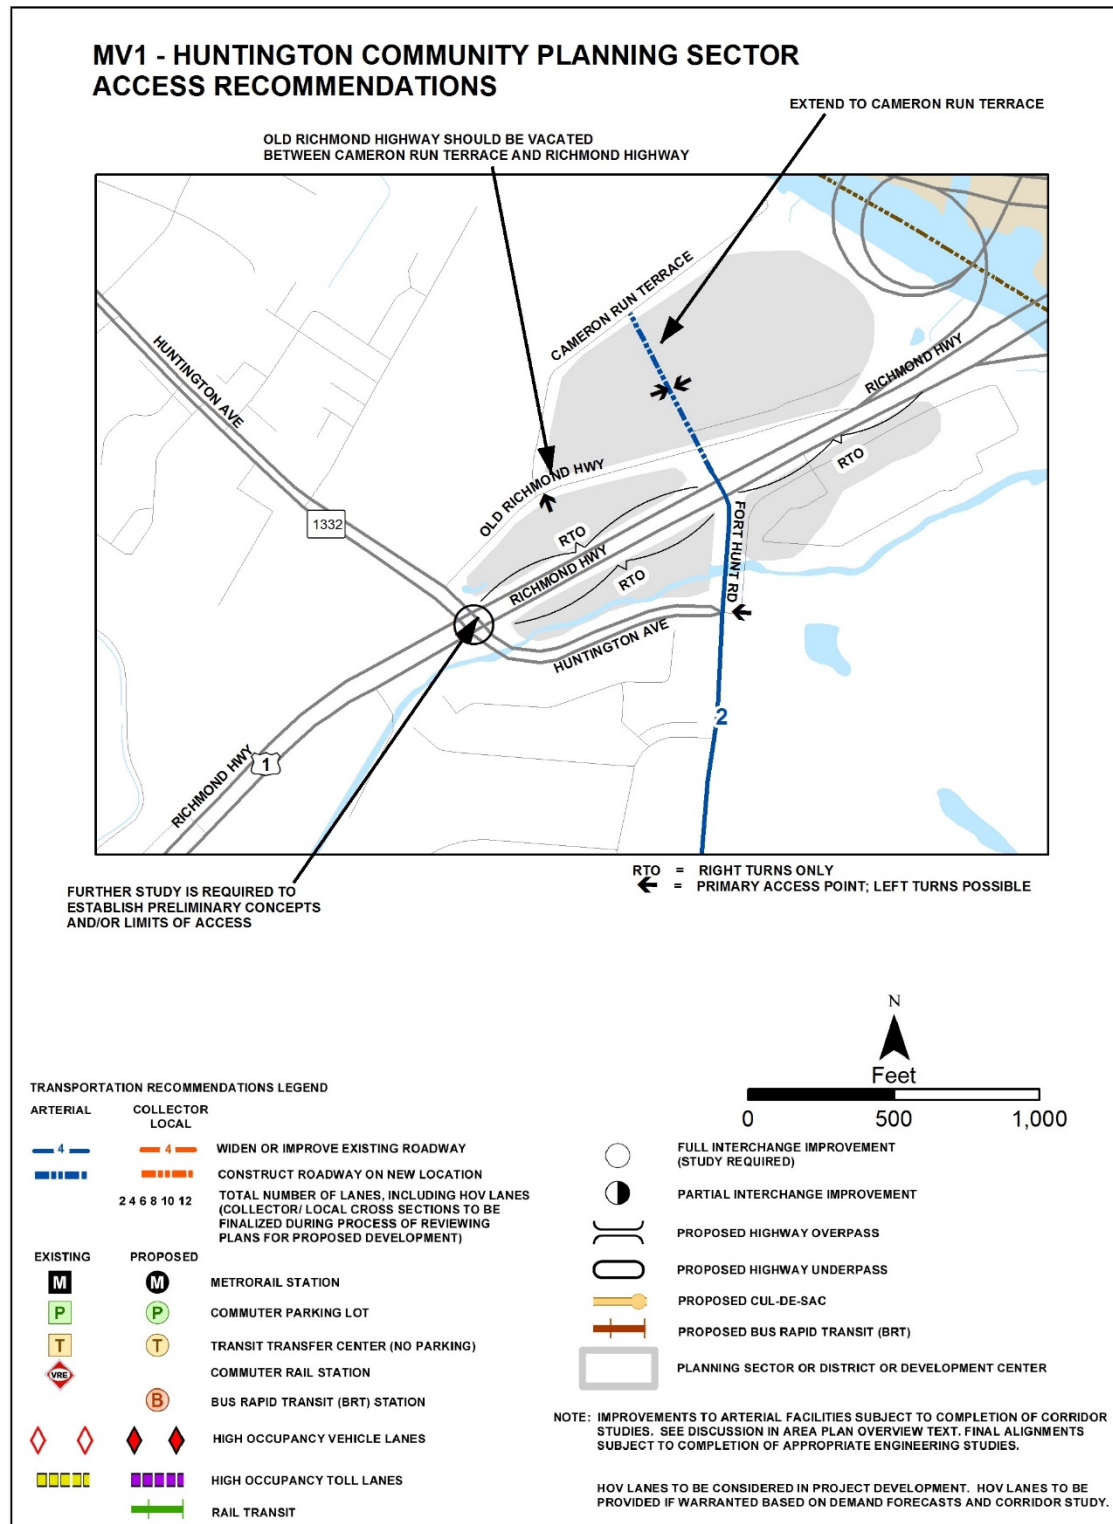 MV1 - HUNTINGTON COMMUNITY PLANNING SECTOR
ACCESS RECOMMENDATIONS
EXTEND TO CAMERON RUN TERRACE
OLD RICHMOND HIGHWAY SHOULD BE VACATED
BETWEEN CAMERON RUN TERRACE AND RICHMOND HIGHWAY
CAMERON RUN TERRACE
HUNTINGTON AVE
RICHMOND HWY
1332
OLD RICHMOND HWY
RTO
RTO
RICHMOND HWY
RTO
FORT HUNT RD
HUNTINGTON AVE
2
RICHMOND HWY
1
RTO = RIGHT TURNS ONLY
= PRIMARY ACCESS POINT; LEFT TURNS POSSIBLE
FURTHER STUDY IS REQUIRED TO
ESTABLISH PRELIMINARY CONCEPTS
AND/OR LIMITS OF ACCESS
N
Feet
0 500 1,000
TRANSPORTATION RECOMMENDATIONS LEGEND
ARTERIAL COLLECTOR
LOCAL
4 4 WIDEN OR IMPROVE EXISTING ROADWAY
CONSTRUCT ROADWAY ON NEW LOCATION
2 4 6 8 10 12 TOTAL NUMBER OF LANES, INCLUDING HOV LANES
(COLLECTOR/ LOCAL CROSS SECTIONS TO BE
FINALIZED DURING PROCESS OF REVIEWING
PLANS FOR PROPOSED DEVELOPMENT)
EXISTING PROPOSED
M M METRORAIL STATION
P P COMMUTER PARKING LOT
T T TRANSIT TRANSFER CENTER (NO PARKING)
VRE COMMUTER RAIL STATION
B BUS RAPID TRANSIT (BRT) STATION
HIGH OCCUPANCY VEHICLE LANES
HIGH OCCUPANCY TOLL LANES
RAIL TRANSIT
FULL INTERCHANGE IMPROVEMENT
(STUDY REQUIRED)
PARTIAL INTERCHANGE IMPROVEMENT
PROPOSED HIGHWAY OVERPASS
PROPOSED HIGHWAY UNDERPASS
PROPOSED CUL-DE-SAC
PROPOSED BUS RAPID TRANSIT (BRT)
PLANNING SECTOR OR DISTRICT OR DEVELOPMENT CENTER
NOTE: IMPROVEMENTS TO ARTERIAL FACILITIES SUBJECT TO COMPLETION OF CORRIDOR
STUDIES. SEE DISCUSSION IN AREA PLAN OVERVIEW TEXT. FINAL ALIGNMENTS
SUBJECT TO COMPLETION OF APPROPRIATE ENGINEERING STUDIES.
HOV LANES TO BE CONSIDERED IN PROJECT DEVELOPMENT. HOV LANES TO BE
PROVIDED IF WARRANTED BASED ON DEMAND FORECASTS AND CORRIDOR STUDY.